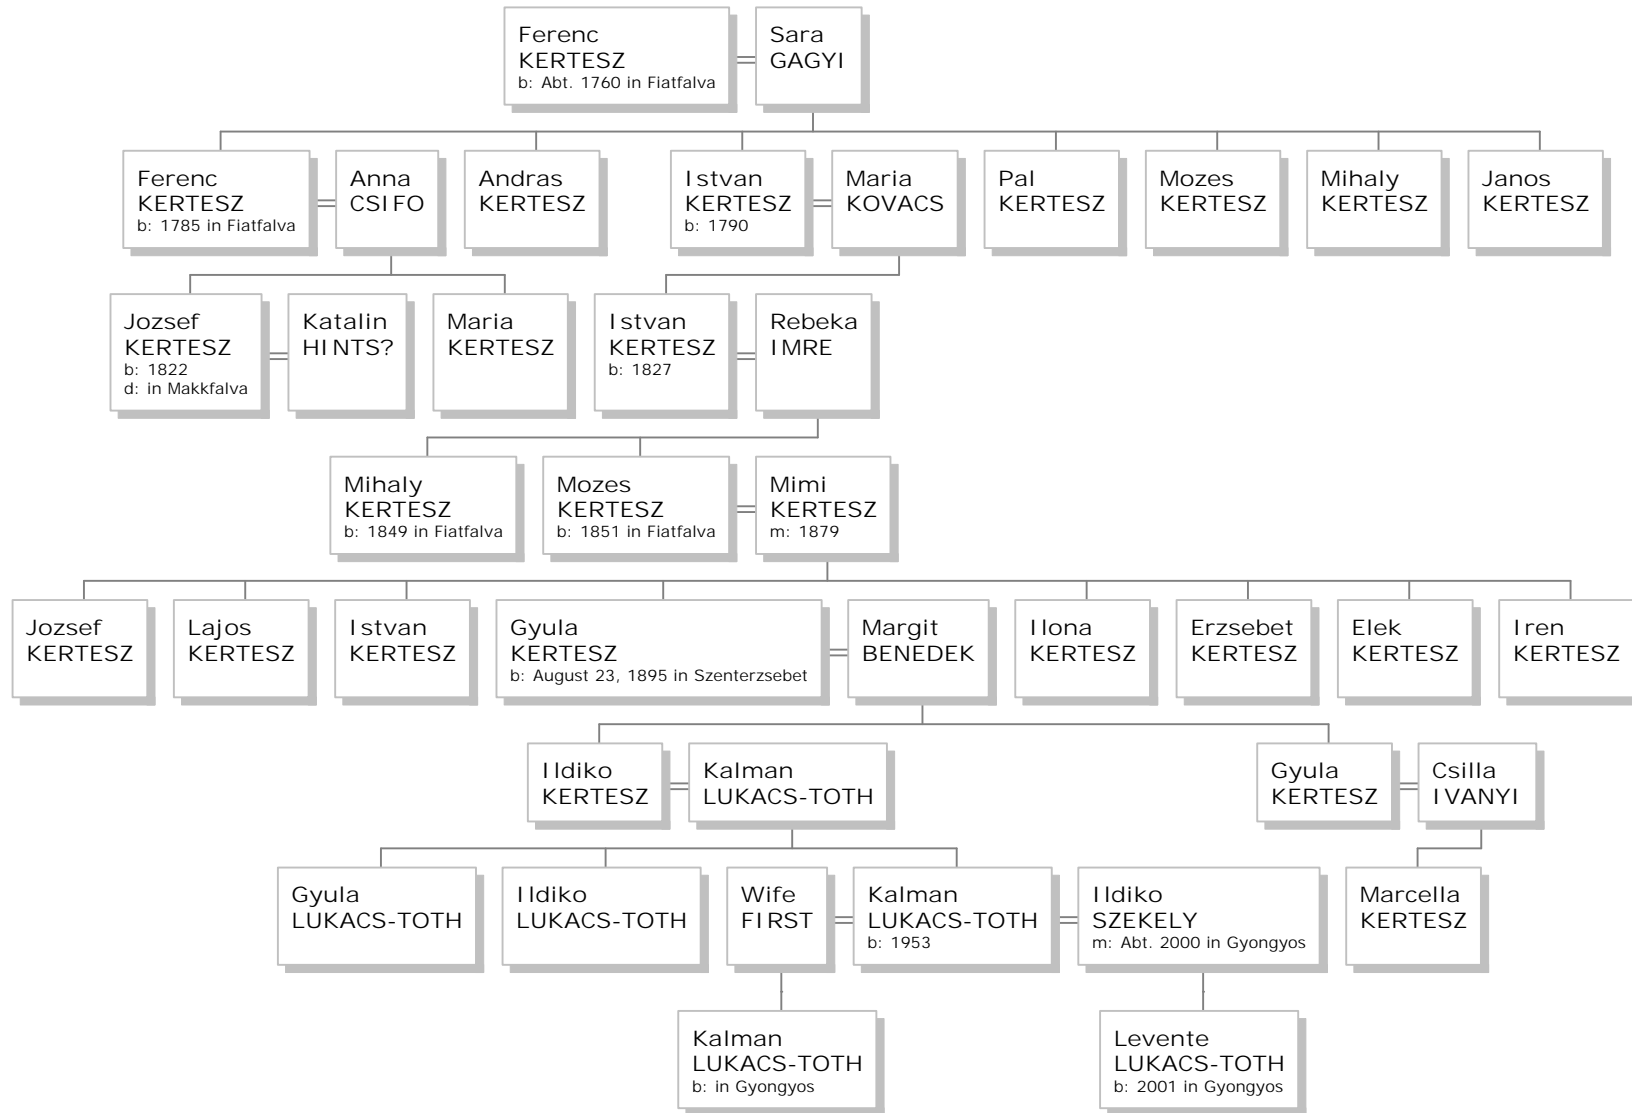 Ferenc
KERTESZ
b: Abt. 1760 in Fiatfalva
Sara
GAGYI
Ferenc
KERTESZ
b: 1785 in Fiatfalva
Anna
CSIFO
Andras
KERTESZ
Istvan
KERTESZ
b: 1790
Maria
KOVACS
Pal
KERTESZ
Mozes
KERTESZ
Mihaly
KERTESZ
Janos
KERTESZ
Jozsef
KERTESZ
b: 1822
d: in Makkfalva
Katalin
HINTS?
Maria
KERTESZ
Istvan
KERTESZ
b: 1827
Rebeka
IMRE
Mihaly
KERTESZ
b: 1849 in Fiatfalva
Mozes
KERTESZ
b: 1851 in Fiatfalva
Mimi
KERTESZ
m: 1879
Jozsef
KERTESZ
Lajos
KERTESZ
Istvan
KERTESZ
Gyula
KERTESZ
b: August 23, 1895 in Szenterzsebet
Margit
BENEDEK
Ilona
KERTESZ
Erzsebet
KERTESZ
Elek
KERTESZ
Iren
KERTESZ
Ildiko
KERTESZ
Kalman
LUKACS-TOTH
Gyula
KERTESZ
Csilla
IVANYI
Gyula
LUKACS-TOTH
Ildiko
LUKACS-TOTH
Wife
FIRST
Kalman
LUKACS-TOTH
b: 1953
Ildiko
SZEKELY
m: Abt. 2000 in Gyongyos
Marcella
KERTESZ
Kalman
LUKACS-TOTH
b: in Gyongyos
Levente
LUKACS-TOTH
b: 2001 in Gyongyos